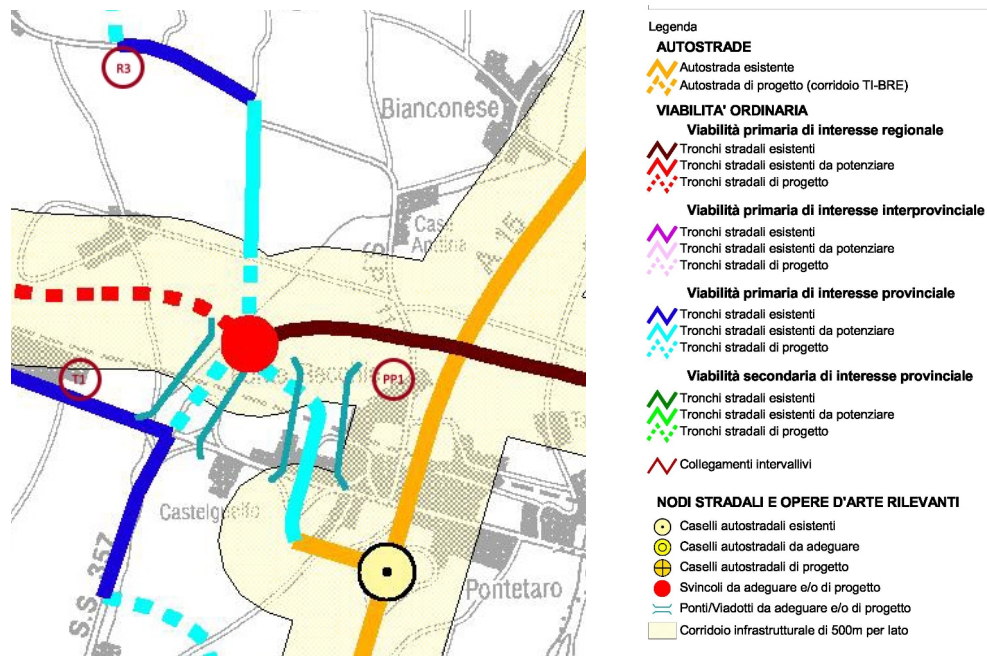 R3
Bianconese
Case
A 15
T1
PP1
Castelguelfo
S.S. 357
Pontetaro
Legenda
AUTOSTRADE
Autostrada esistente
Autostrada di progetto (corridoio TI-BRE)
VIABILITA' ORDINARIA
Viabilità primaria di interesse regionale
Tronchi stradali esistenti
Tronchi stradali esistenti da potenziare
Tronchi stradali di progetto
Viabilità primaria di interesse interprovinciale
Tronchi stradali esistenti
Tronchi stradali esistenti da potenziare
Tronchi stradali di progetto
Viabilità primaria di interesse provinciale
Tronchi stradali esistenti
Tronchi stradali esistenti da potenziare
Tronchi stradali di progetto
Viabilità secondaria di interesse provinciale
Tronchi stradali esistenti
Tronchi stradali esistenti da potenziare
Tronchi stradali di progetto
Collegamenti intervallivi
NODI STRADALI E OPERE D'ARTE RILEVANTI
Caselli autostradali esistenti
Caselli autostradali da adeguare
Caselli autostradali di progetto
Svincoli da adeguare e/o di progetto
Ponti/Viadotti da adeguare e/o di progetto
Corridoio infrastrutturale di 500m per lato